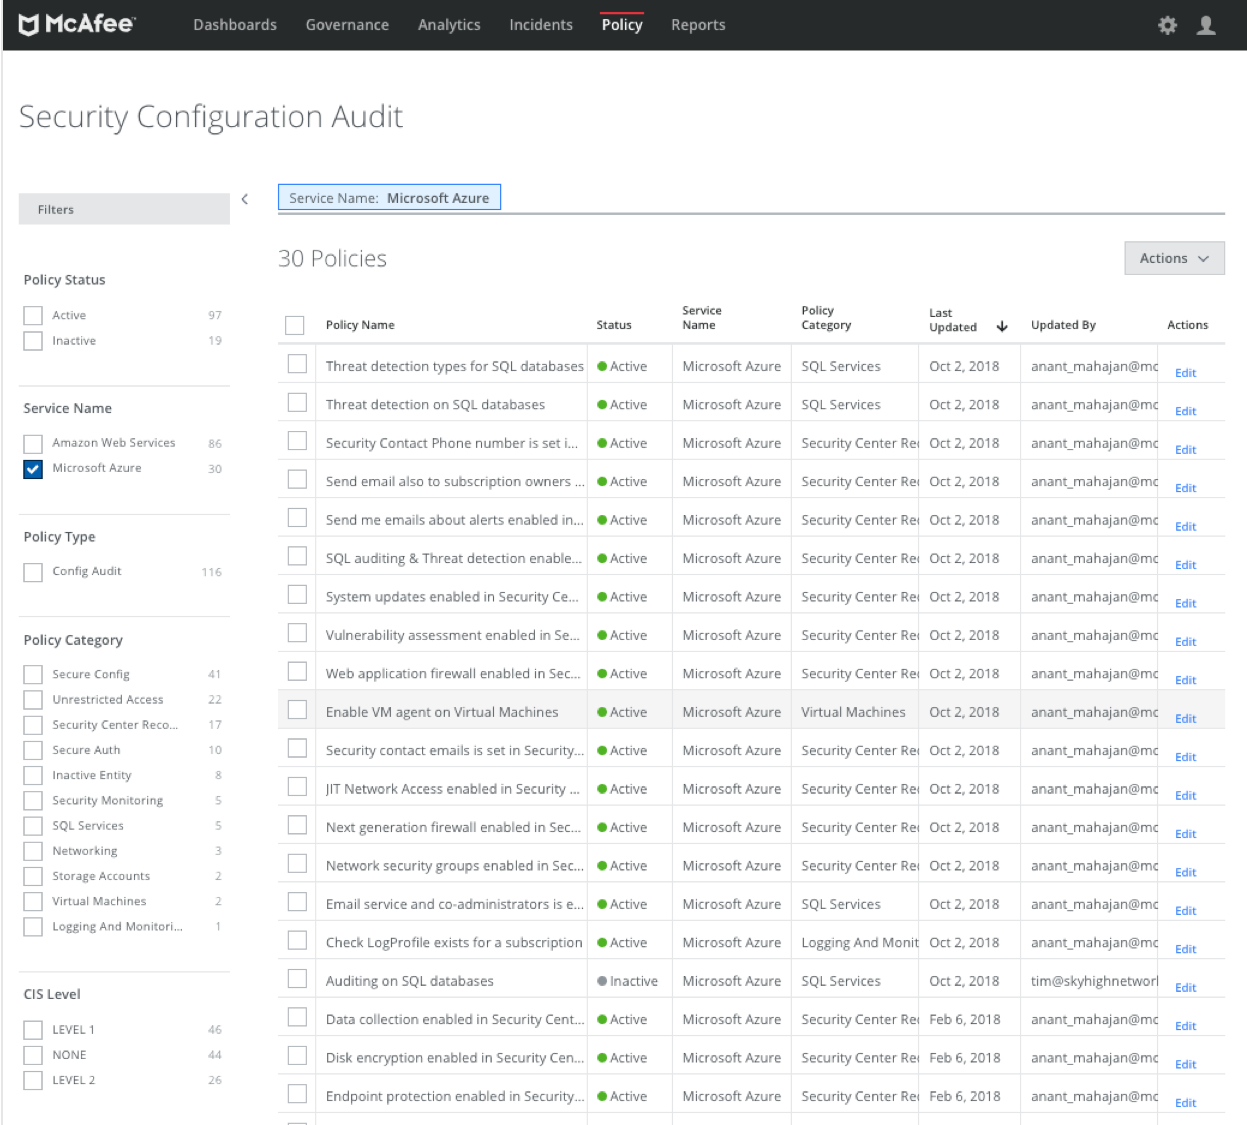 McAfee™ Dashboards Governance Analytics Incidents Policy Reports
Security Configuration Audit
Filters
Service Name: Microsoft Azure
30 Policies
Actions
Policy Status
Active 97
Inactive 19
Service Name
Amazon Web Services 86
Microsoft Azure 30
Policy Type
Config Audit 116
Policy Category
Secure Config 41
Unrestricted Access 22
Security Center Reco... 17
Secure Auth 10
Inactive Entity 8
Security Monitoring 5
SQL Services 5
Networking 3
Storage Accounts 2
Virtual Machines 2
Logging And Monitori... 1
CIS Level
LEVEL 1 46
NONE 44
LEVEL 2 26
Policy Name Status Service Name Policy Category Last Updated Updated By Actions
Threat detection types for SQL databases Active Microsoft Azure SQL Services Oct 2, 2018 anant_mahajan@mc Edit
Threat detection on SQL databases Active Microsoft Azure SQL Services Oct 2, 2018 anant_mahajan@mc Edit
Security Contact Phone number is set i... Active Microsoft Azure Security Center Rec Oct 2, 2018 anant_mahajan@mc Edit
Send email also to subscription owners ... Active Microsoft Azure Security Center Rec Oct 2, 2018 anant_mahajan@mc Edit
Send me emails about alerts enabled in... Active Microsoft Azure Security Center Rec Oct 2, 2018 anant_mahajan@mc Edit
SQL auditing & Threat detection enable... Active Microsoft Azure Security Center Rec Oct 2, 2018 anant_mahajan@mc Edit
System updates enabled in Security Ce... Active Microsoft Azure Security Center Rec Oct 2, 2018 anant_mahajan@mc Edit
Vulnerability assessment enabled in Se... Active Microsoft Azure Security Center Rec Oct 2, 2018 anant_mahajan@mc Edit
Web application firewall enabled in Sec... Active Microsoft Azure Security Center Rec Oct 2, 2018 anant_mahajan@mc Edit
Enable VM agent on Virtual Machines Active Microsoft Azure Virtual Machines Oct 2, 2018 anant_mahajan@mc Edit
Security contact emails is set in Security... Active Microsoft Azure Security Center Rec Oct 2, 2018 anant_mahajan@mc Edit
JIT Network Access enabled in Security ... Active Microsoft Azure Security Center Rec Oct 2, 2018 anant_mahajan@mc Edit
Next generation firewall enabled in Sec... Active Microsoft Azure Security Center Rec Oct 2, 2018 anant_mahajan@mc Edit
Network security groups enabled in Sec... Active Microsoft Azure Security Center Rec Oct 2, 2018 anant_mahajan@mc Edit
Email service and co-administrators is e... Active Microsoft Azure SQL Services Oct 2, 2018 anant_mahajan@mc Edit
Check LogProfile exists for a subscription Active Microsoft Azure Logging And Monit Oct 2, 2018 anant_mahajan@mc Edit
Auditing on SQL databases Inactive Microsoft Azure SQL Services Oct 2, 2018 tim@skyhighnetwork Edit
Data collection enabled in Security Cent... Active Microsoft Azure Security Center Rec Feb 6, 2018 anant_mahajan@mc Edit
Disk encryption enabled in Security Cen... Active Microsoft Azure Security Center Rec Feb 6, 2018 anant_mahajan@mc Edit
Endpoint protection enabled in Security... Active Microsoft Azure Security Center Rec Feb 6, 2018 anant_mahajan@mc Edit